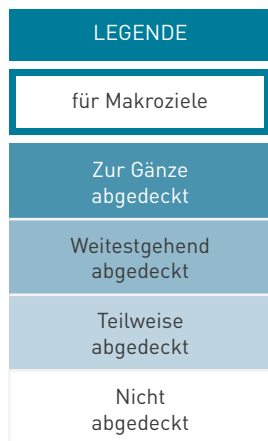 LEGENDE
für Makroziele
Zur Gänze
abgedeckt
Weitestgehend
abgedeckt
Teilweise
abgedeckt
Nicht
abgedeckt